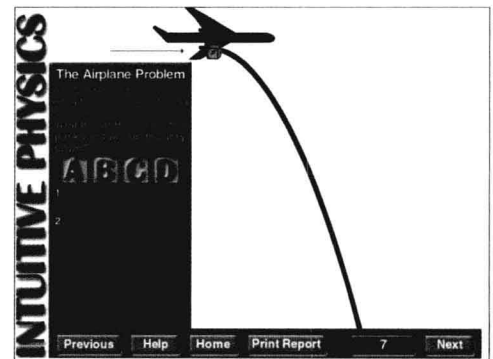 INTUITIVE PHYSICS
The Airplane Problem
A B C D
1
2
Previous Help Home Print Report 7 Next